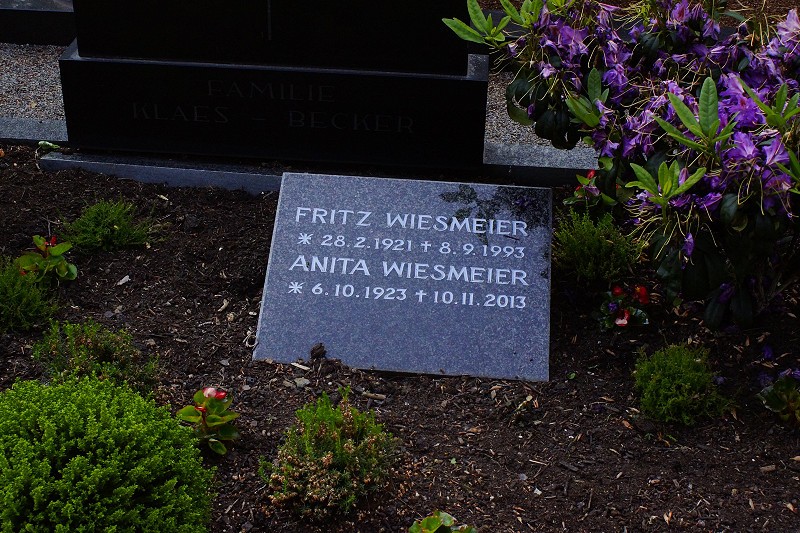 FAMILIE
KLAES - BECKER
FRITZ WIESMEIER
* 28.2.1921 † 8.9.1993
ANITA WIESMEIER
* 6.10.1923 † 10.11.2013